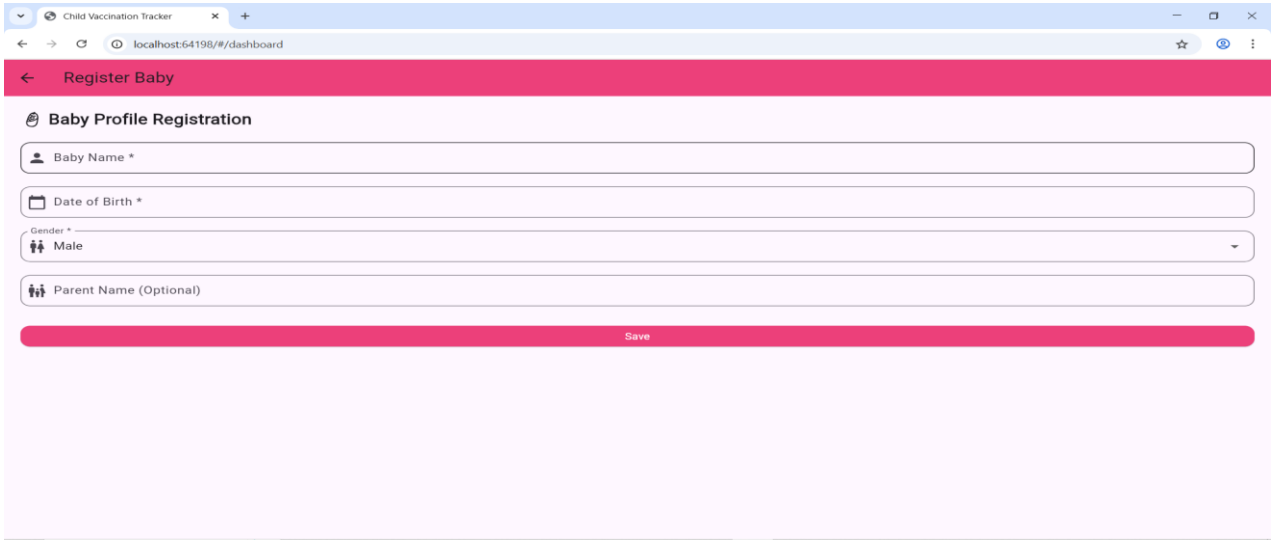 Child Vaccination Tracker
localhost:64198/#/dashboard
Register Baby
Baby Profile Registration
Baby Name *
Date of Birth *
Gender *
Male
Parent Name (Optional)
Save